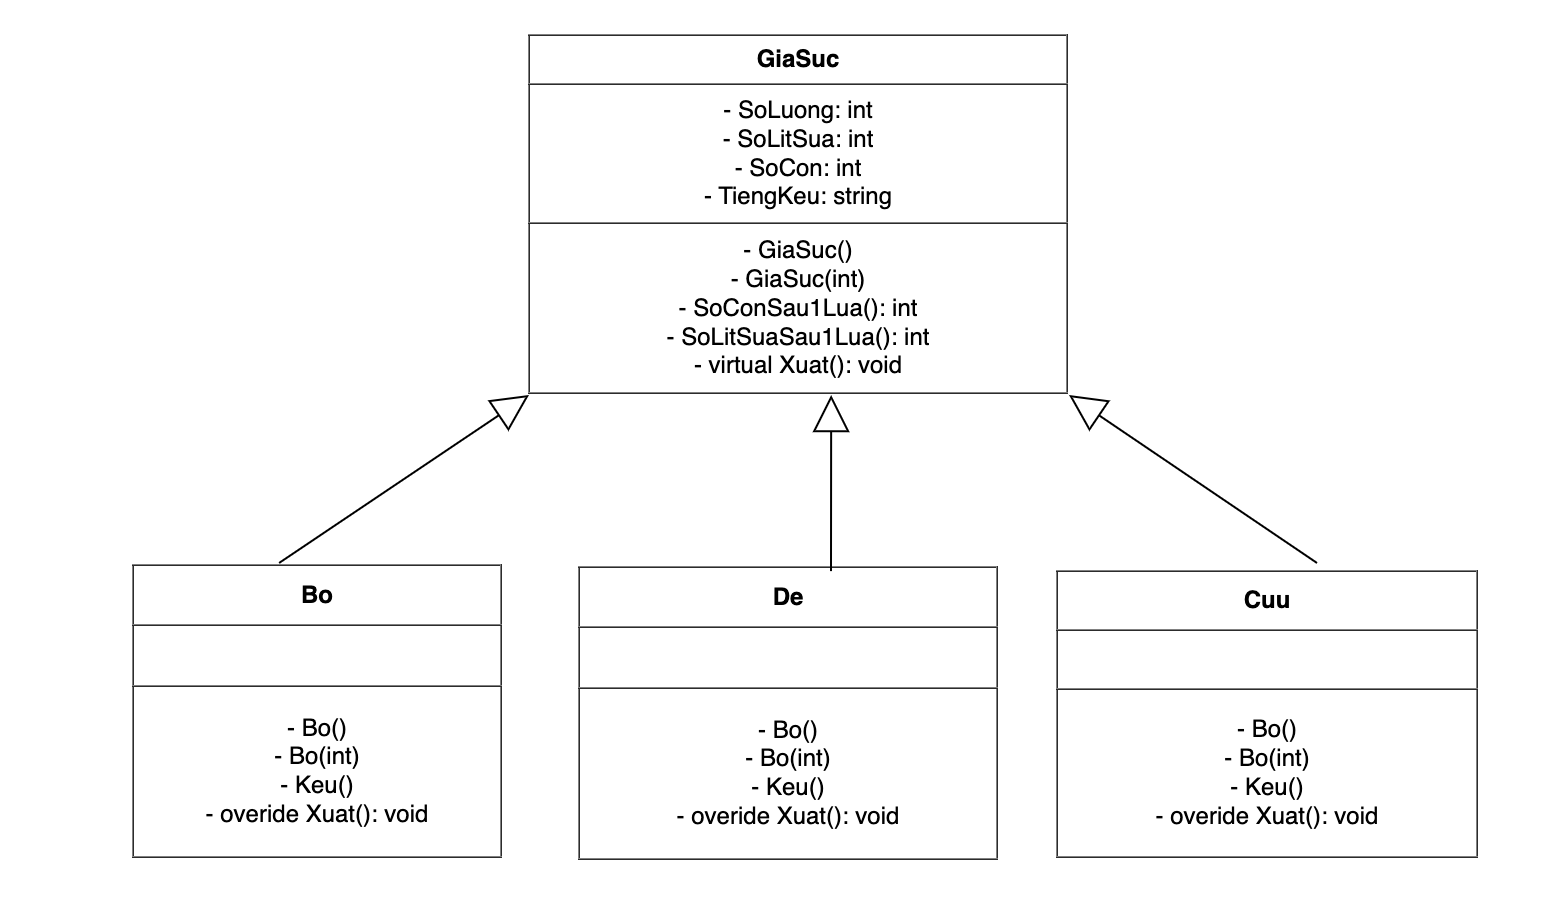 GiaSuc
- SoLuong: int
- SoLitSua: int
- SoCon: int
- TiengKeu: string
- GiaSuc()
- GiaSuc(int)
- SoConSau1Lua(): int
- SoLitSuaSau1Lua(): int
- virtual Xuat(): void
Bo
- Bo()
- Bo(int)
- Keu()
- overide Xuat(): void
De
- Bo()
- Bo(int)
- Keu()
- overide Xuat(): void
Cuu
- Bo()
- Bo(int)
- Keu()
- overide Xuat(): void